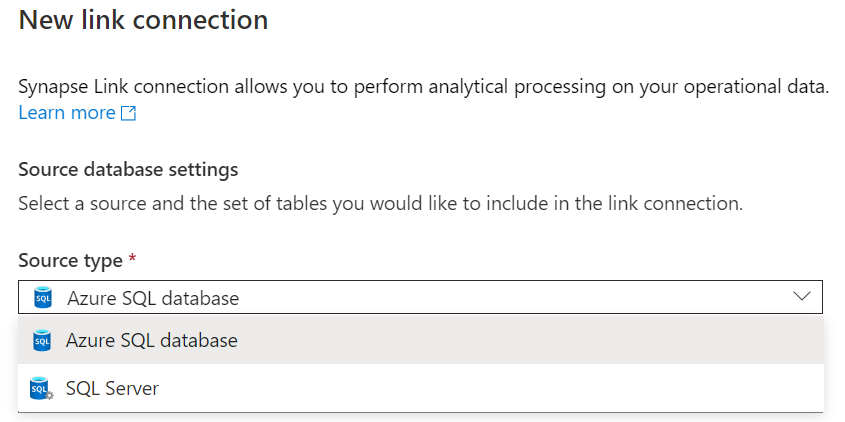 New link connection
Synapse Link connection allows you to perform analytical processing on your operational data.
Learn more
Source database settings
Select a source and the set of tables you would like to include in the link connection.
Source type *
SQL Azure SQL database
SQL Azure SQL database
SQL SQL Server